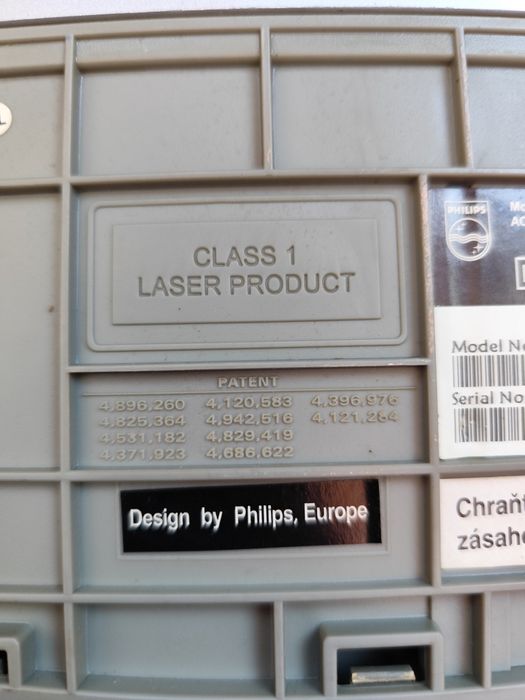 CLASS 1
LASER PRODUCT
PATENT
4,896,260 4,120,583 4,396,976
4,825,364 4,942,516 4,121,284
4,531,182 4,829,419
4,371,923 4,686,622
Design by Philips, Europe
PHILIPS
Model No
Serial No
Chraňt
zásahe